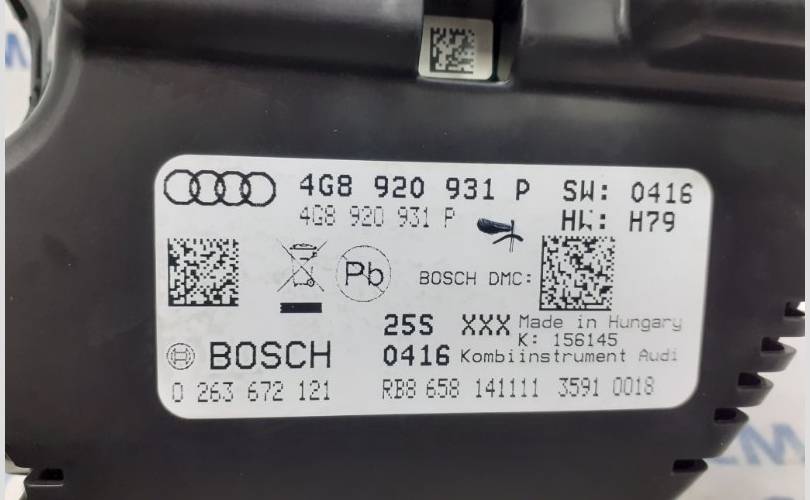 4G8 920 931 P SW: 0416
4G8 920 931 P HW: H79
Pb
BOSCH DMC:
25S XXX Made in Hungary
K: 156145
BOSCH 0416 Kombiinstrument Audi
0 263 672 121 RB8 658 141111 3591 0018